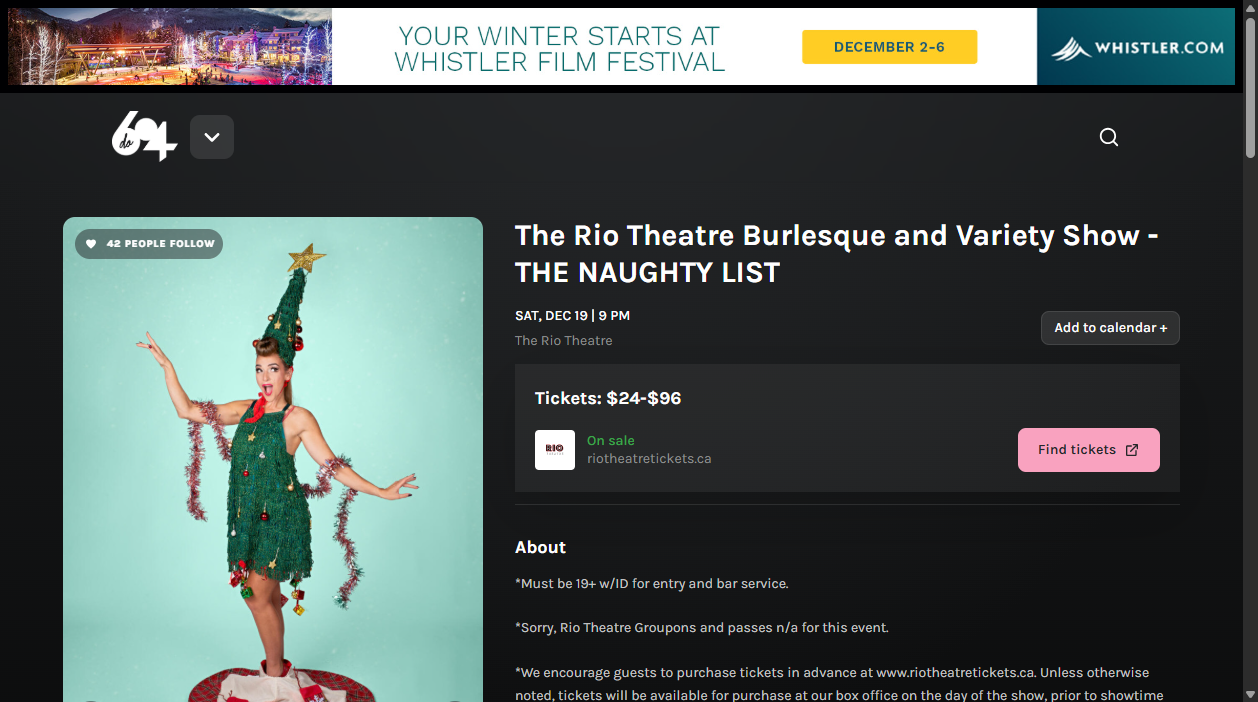 YOUR WINTER STARTS AT
WHISTLER FILM FESTIVAL
DECEMBER 2-6
WHISTLER.COM
do
604
42 PEOPLE FOLLOW
The Rio Theatre Burlesque and Variety Show -
THE NAUGHTY LIST
SAT, DEC 19 | 9 PM
The Rio Theatre
Add to calendar +
Tickets: $24-$96
RIO
THEATRE
On sale
riotheatretickets.ca
Find tickets
About
*Must be 19+ w/ID for entry and bar service.
*Sorry, Rio Theatre Groupons and passes n/a for this event.
*We encourage guests to purchase tickets in advance at www.riotheatretickets.ca. Unless otherwise
noted, tickets will be available for purchase at our box office on the day of the show, prior to showtime